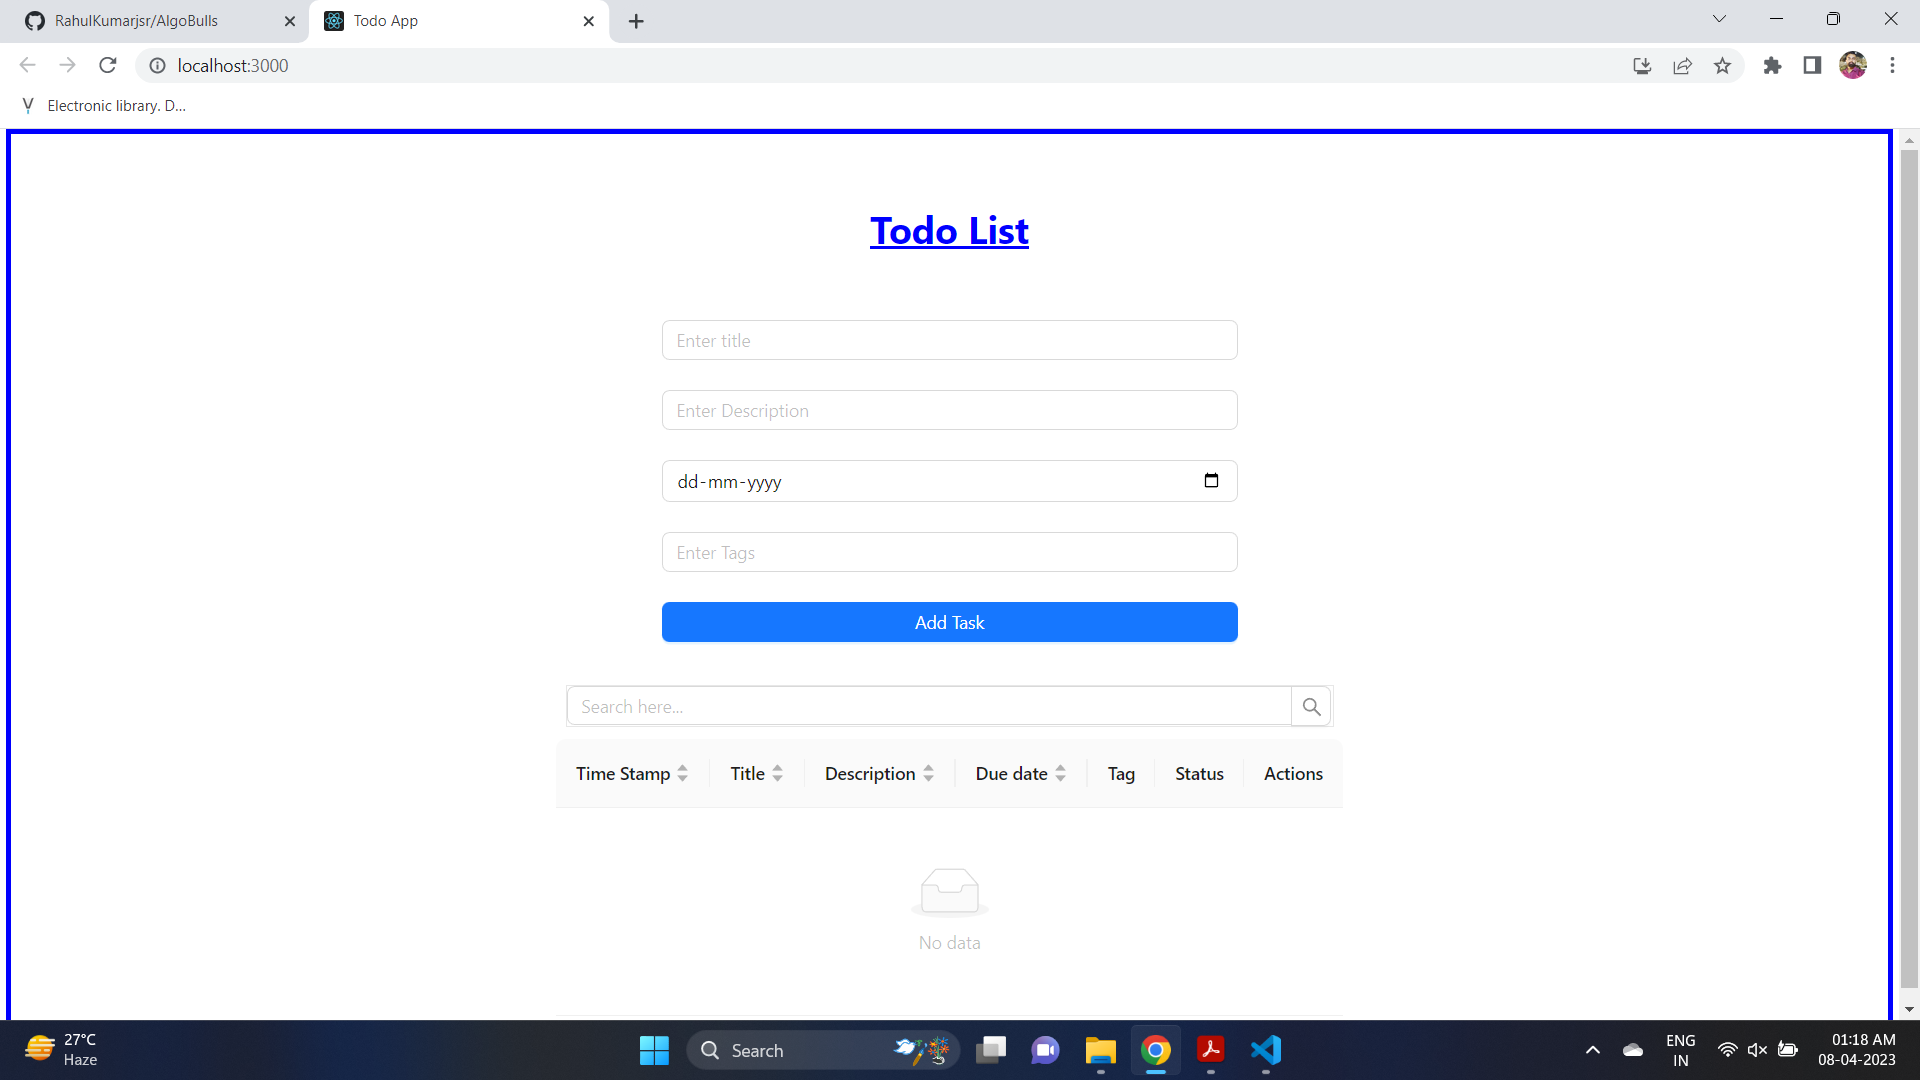 RahulKumarjsr/AlgoBulls
Todo App
localhost:3000
Electronic library. D...
Todo List
Enter title
Enter Description
dd-mm-yyyy
Enter Tags
Add Task
Search here...
Time Stamp Title Description Due date Tag Status Actions
No data
27°C
Haze
Search
ENG
IN
01:18 AM
08-04-2023